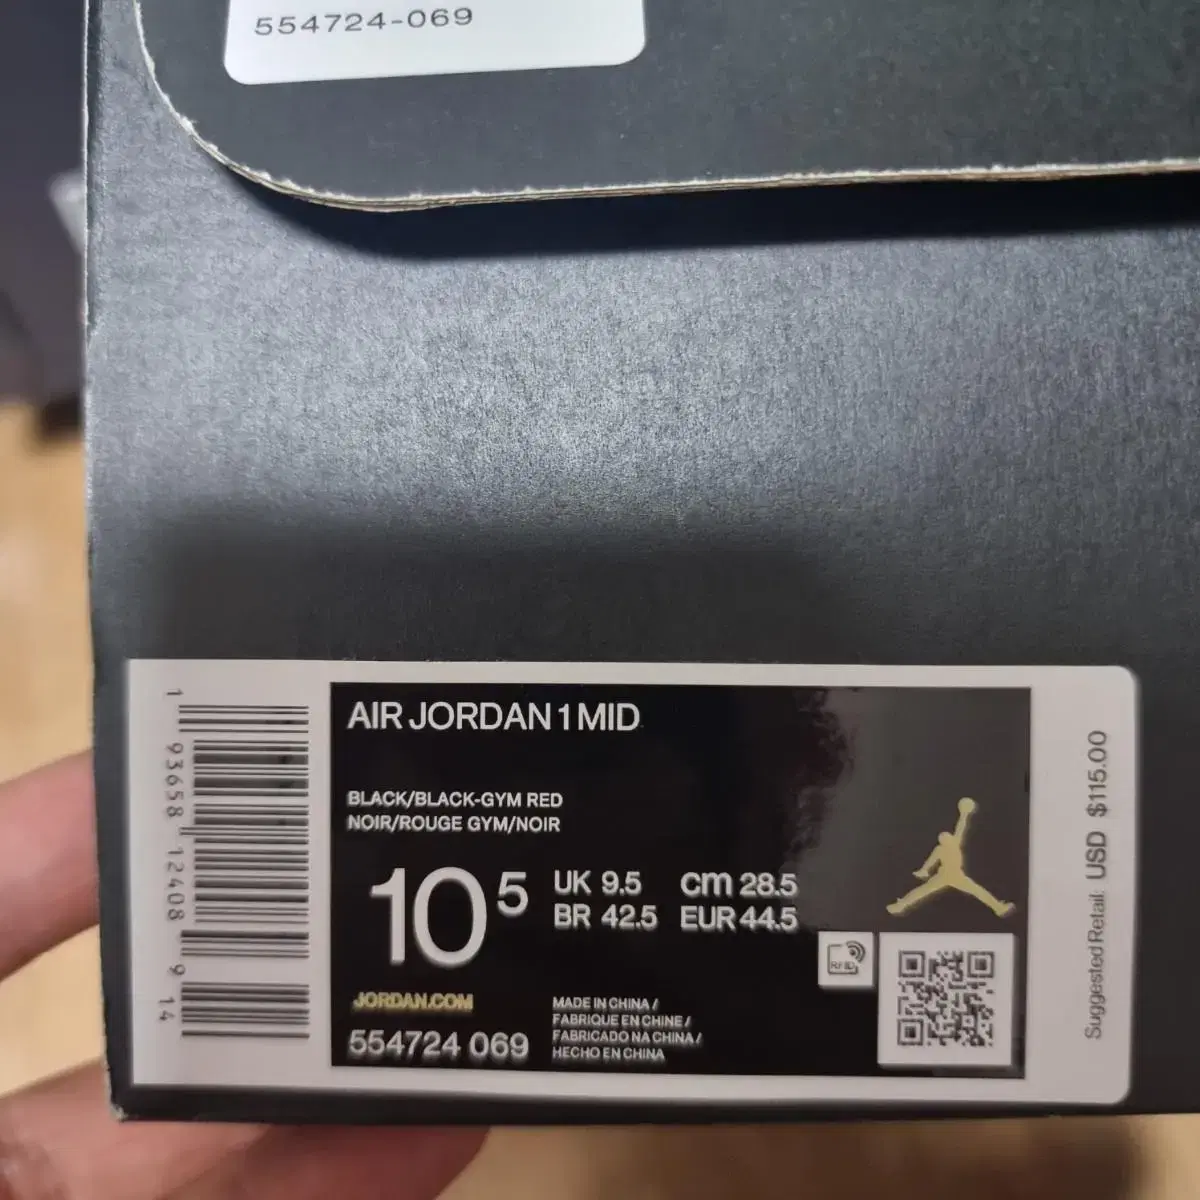 554724-069
1 93658 12408 9 14
AIR JORDAN 1 MID
BLACK/BLACK-GYM RED
NOIR/ROUGE GYM/NOIR
10 5
UK 9.5 cm 28.5
BR 42.5 EUR 44.5
RFID
JORDAN.COM
554724 069
MADE IN CHINA /
FABRIQUE EN CHINE /
FABRICADO NA CHINA /
HECHO EN CHINA
Suggested Retail: USD $115.00